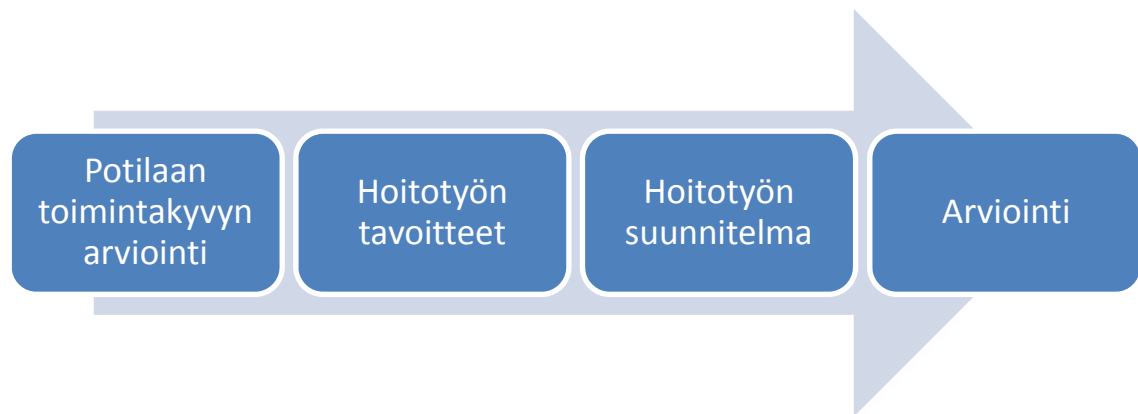 Potilaan
toimintakyvyn
arviointi
Hoitotyön
tavoitteet
Hoitotyön
suunnitelma
Arviointi